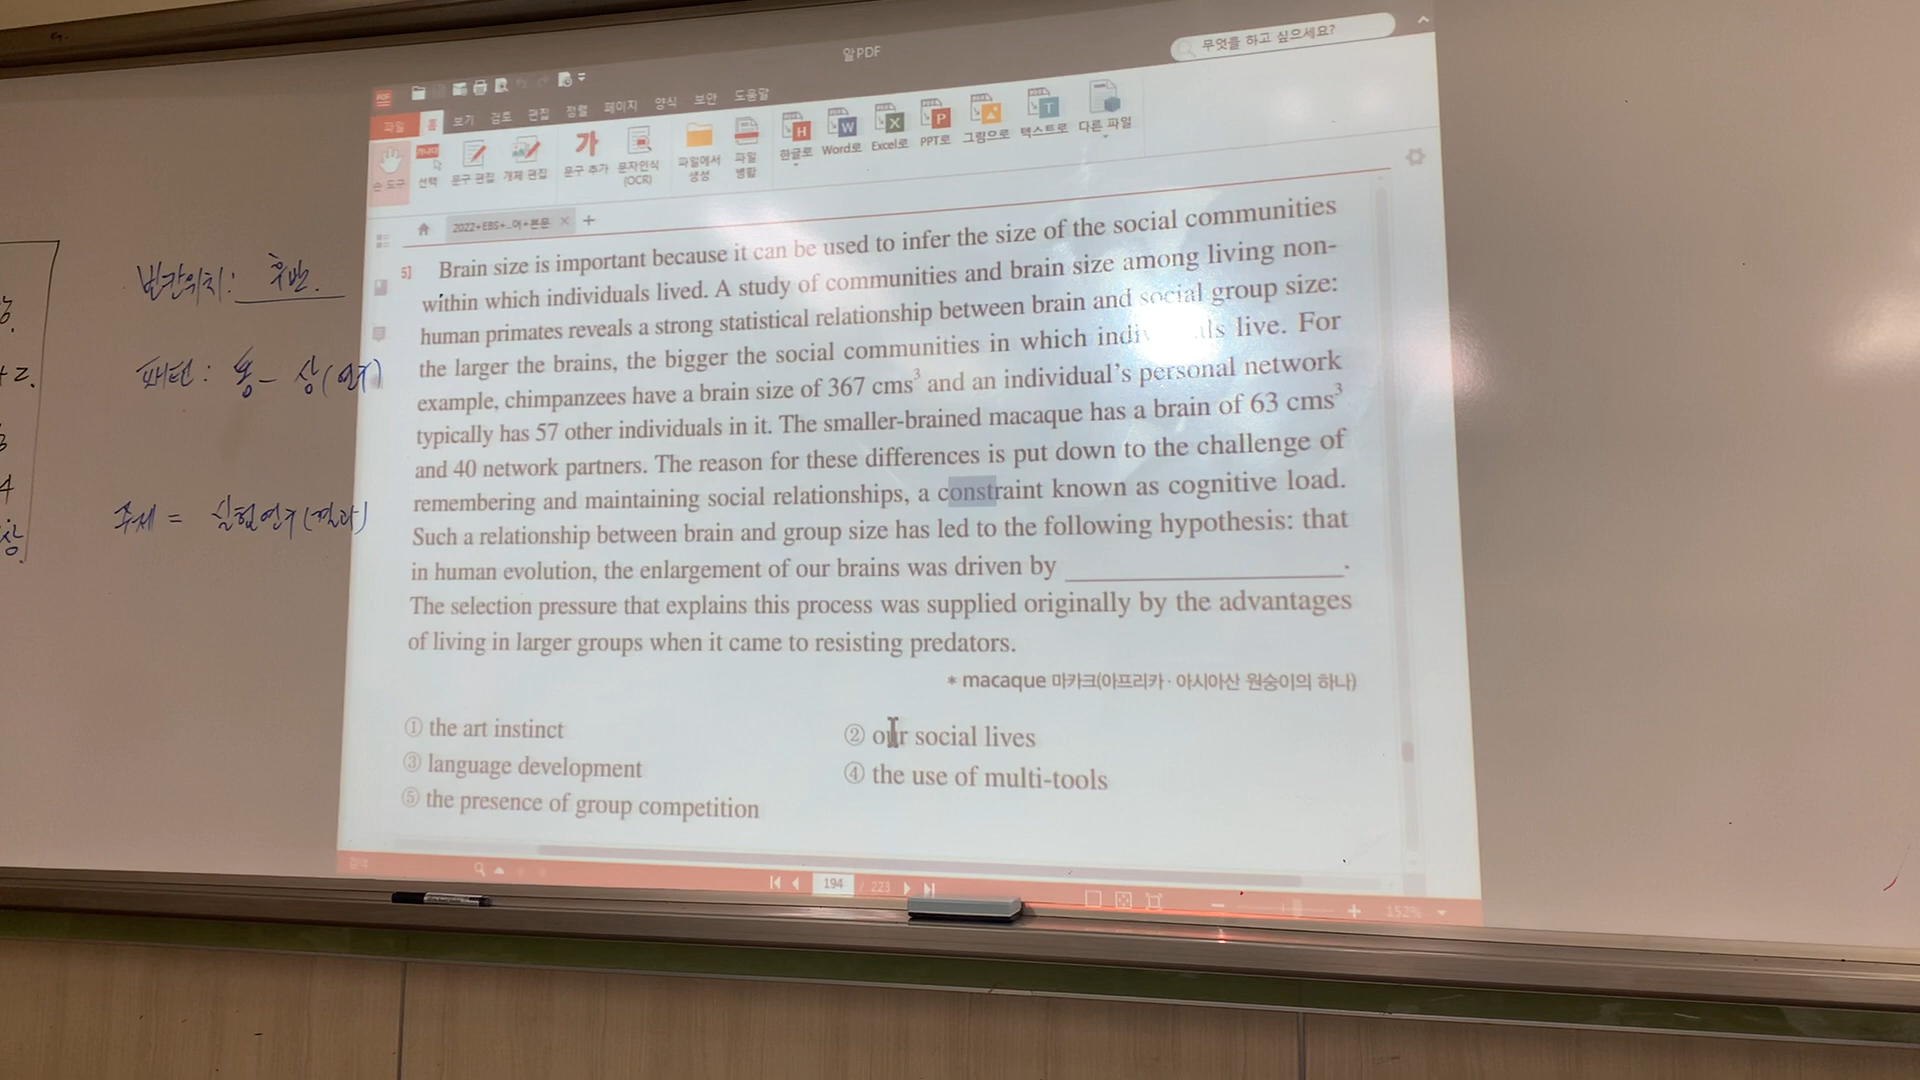 알PDF
무엇을 하고 싶으세요?
파일 홈 보기 검토 편집 정렬 페이지 양식 보안 도움말
손 도구
선택
문구 편집
개체 편집
가
문구 추가
문자인식
(OCR)
파일에서
생성
파일
병합
한글로
Word로
Excel로
PPT로
그림으로
텍스트로
다른 파일
2022+EBS+...어+본문
5] Brain size is important because it can be used to infer the size of the social communities
within which individuals lived. A study of communities and brain size among living non-
human primates reveals a strong statistical relationship between brain and social group size:
the larger the brains, the bigger the social communities in which indi als live. For
example, chimpanzees have a brain size of 367 cms³ and an individual's personal network
typically has 57 other individuals in it. The smaller-brained macaque has a brain of 63 cms³
and 40 network partners. The reason for these differences is put down to the challenge of
remembering and maintaining social relationships, a constraint known as cognitive load.
Such a relationship between brain and group size has led to the following hypothesis: that
in human evolution, the enlargement of our brains was driven by ____________.
The selection pressure that explains this process was supplied originally by the advantages
of living in larger groups when it came to resisting predators.
* macaque 마카크(아프리카·아시아산 원숭이의 하나)
① the art instinct
② our social lives
③ language development
④ the use of multi-tools
⑤ the presence of group competition
194 / 223
152%
빈칸위치: 후반.
패턴: 통 - 상(연구)
주제 = 실험연구(결과)